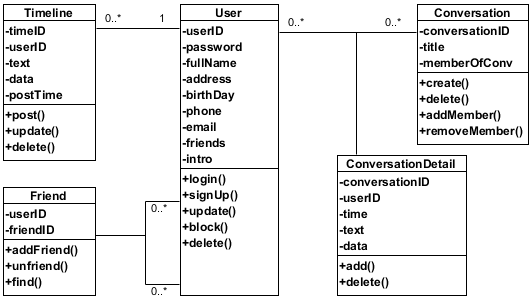 Timeline
-timeID
-userID
-text
-data
-postTime
+post()
+update()
+delete()
0..*
1
User
-userID
-password
-fullName
-address
-birthDay
-phone
-email
-friends
-intro
+login()
+signUp()
+update()
+block()
+delete()
0..*
0..*
Conversation
-conversationID
-title
-memberOfConv
+create()
+delete()
+addMember()
+removeMember()
Friend
-userID
-friendID
+addFriend()
+unfriend()
+find()
0..*
0..*
ConversationDetail
-conversationID
-userID
-time
-text
-data
+add()
+delete()